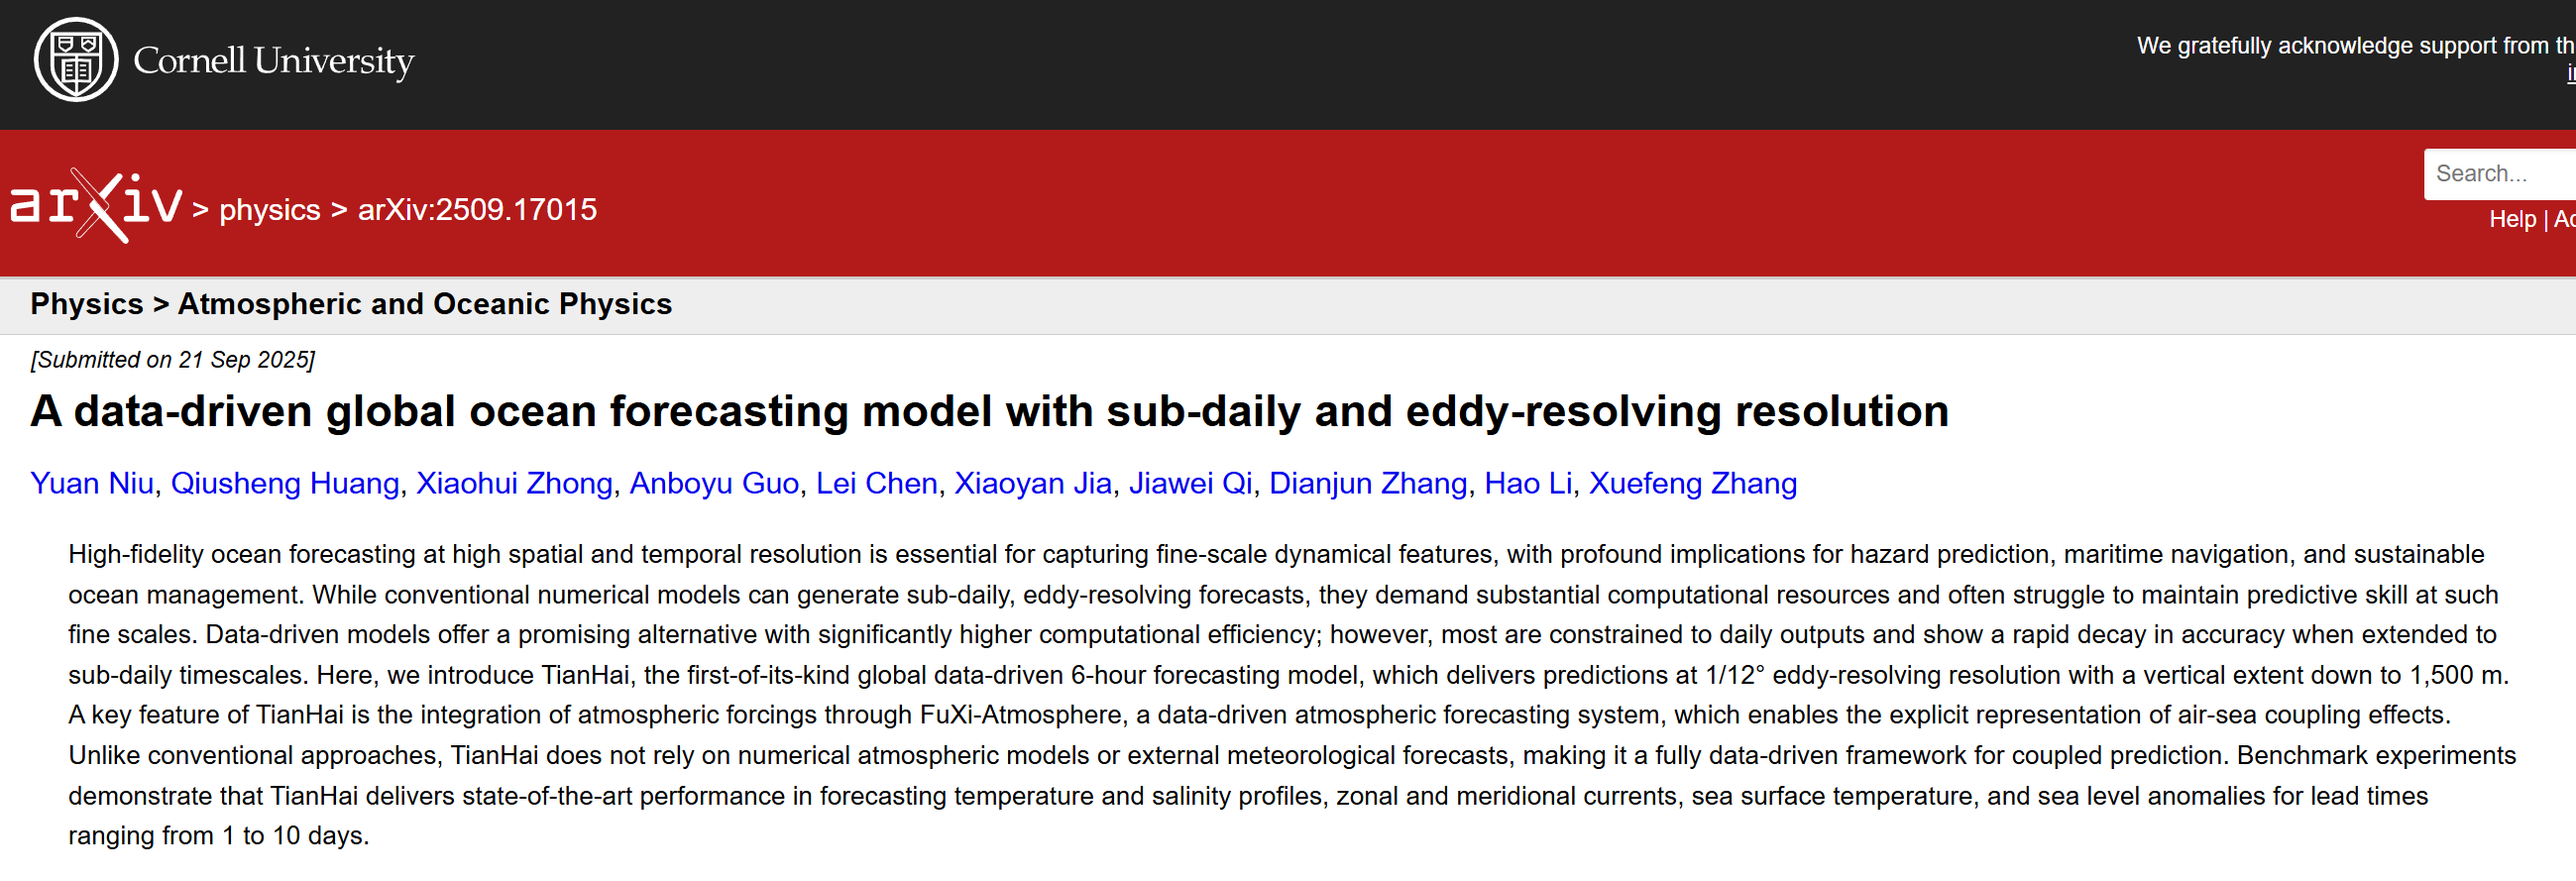 Cornell University
We gratefully acknowledge support from
arXiv > physics > arXiv:2509.17015
Search...
Help |
Physics > Atmospheric and Oceanic Physics
[Submitted on 21 Sep 2025]
A data-driven global ocean forecasting model with sub-daily and eddy-resolving resolution
Yuan Niu, Qiusheng Huang, Xiaohui Zhong, Anboyu Guo, Lei Chen, Xiaoyan Jia, Jiawei Qi, Dianjun Zhang, Hao Li, Xuefeng Zhang
High-fidelity ocean forecasting at high spatial and temporal resolution is essential for capturing fine-scale dynamical features, with profound implications for hazard prediction, maritime navigation, and sustainable
ocean management. While conventional numerical models can generate sub-daily, eddy-resolving forecasts, they demand substantial computational resources and often struggle to maintain predictive skill at such
fine scales. Data-driven models offer a promising alternative with significantly higher computational efficiency; however, most are constrained to daily outputs and show a rapid decay in accuracy when extended to
sub-daily timescales. Here, we introduce TianHai, the first-of-its-kind global data-driven 6-hour forecasting model, which delivers predictions at 1/12° eddy-resolving resolution with a vertical extent down to 1,500 m.
A key feature of TianHai is the integration of atmospheric forcings through FuXi-Atmosphere, a data-driven atmospheric forecasting system, which enables the explicit representation of air-sea coupling effects.
Unlike conventional approaches, TianHai does not rely on numerical atmospheric models or external meteorological forecasts, making it a fully data-driven framework for coupled prediction. Benchmark experiments
demonstrate that TianHai delivers state-of-the-art performance in forecasting temperature and salinity profiles, zonal and meridional currents, sea surface temperature, and sea level anomalies for lead times
ranging from 1 to 10 days.